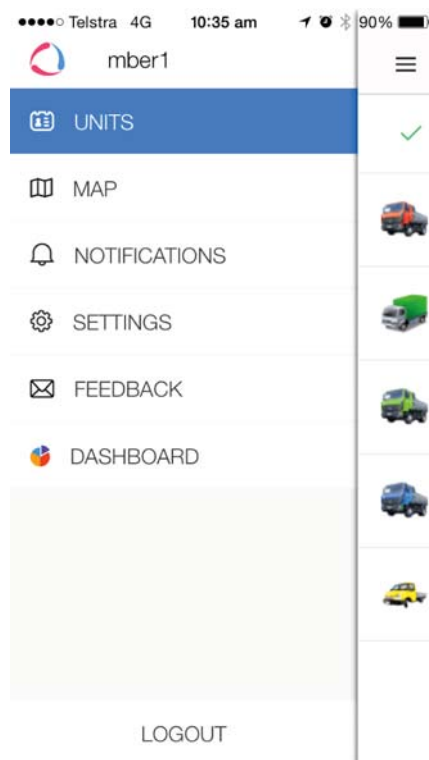 Telstra 4G 10:35 am 90%
mber1
UNITS
MAP
NOTIFICATIONS
SETTINGS
FEEDBACK
DASHBOARD
LOGOUT